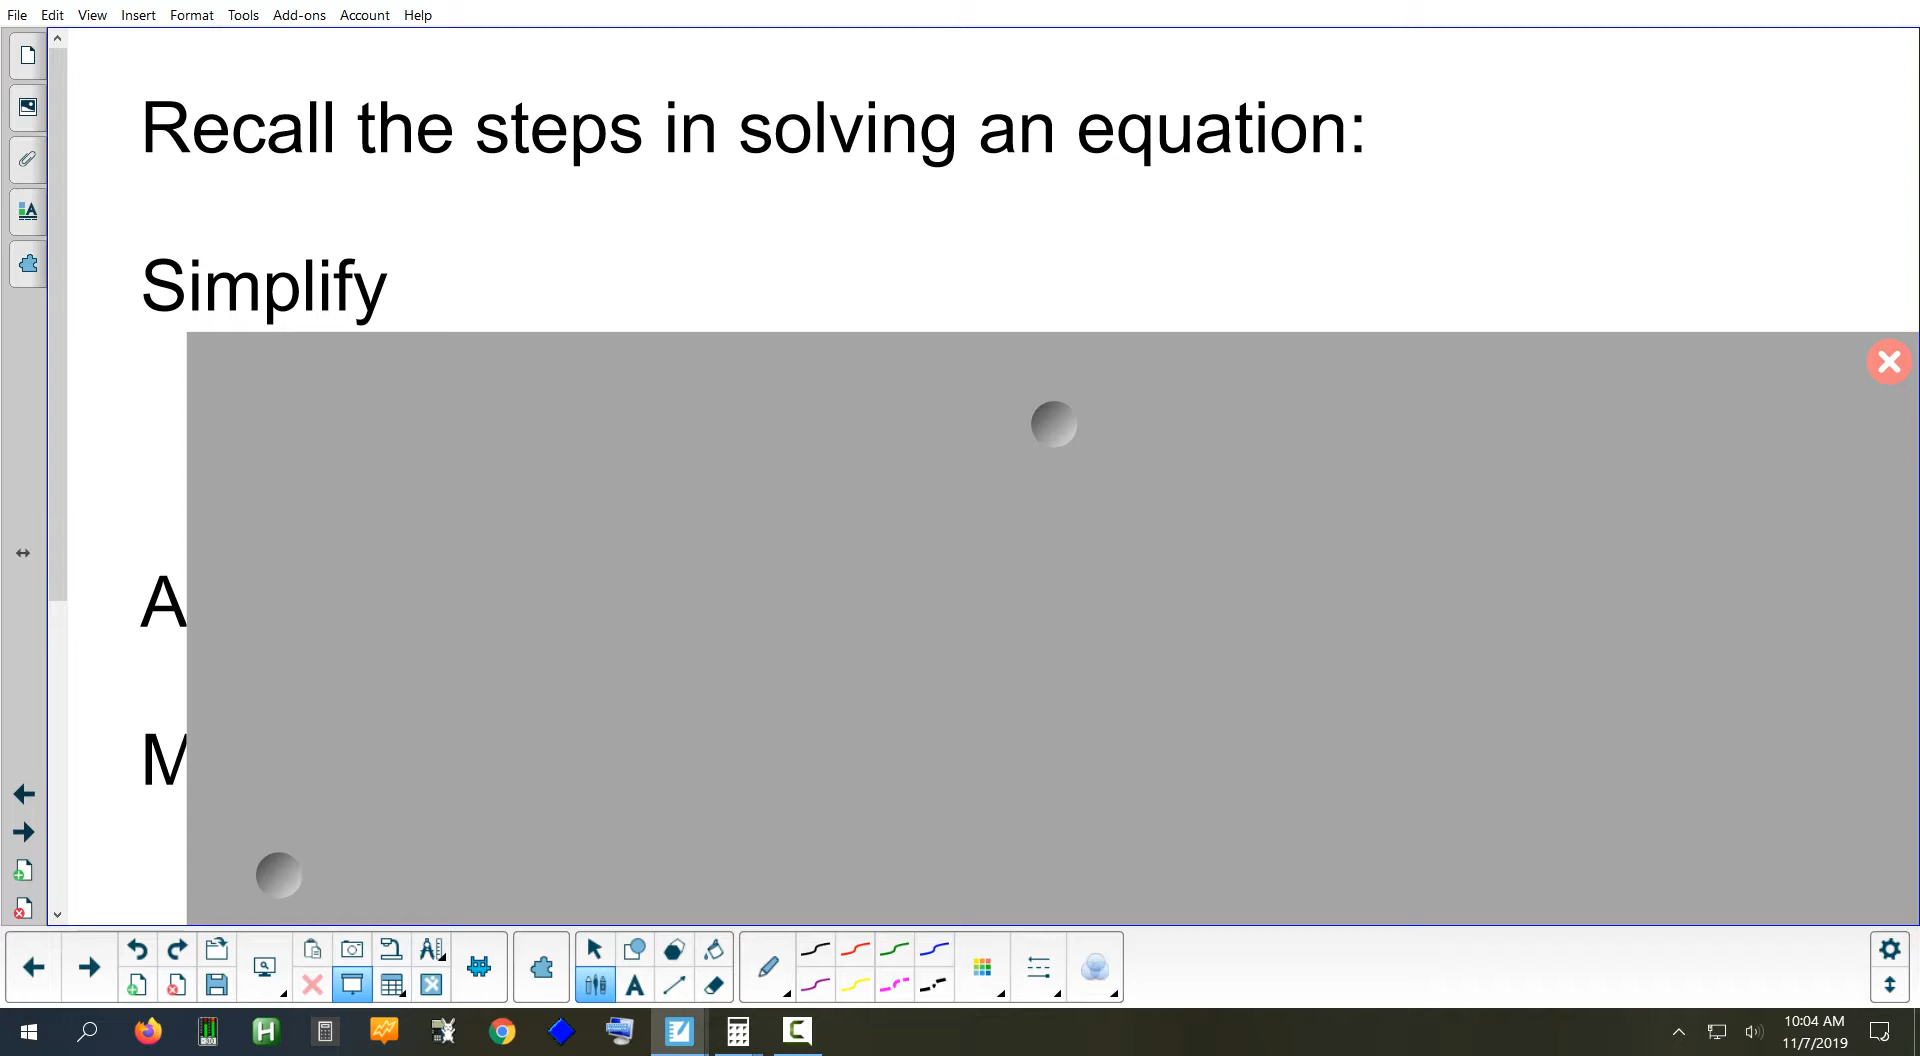 File Edit View Insert Format Tools Add-ons Account Help
Recall the steps in solving an equation:
Simplify
A
M
10:04 AM
11/7/2019